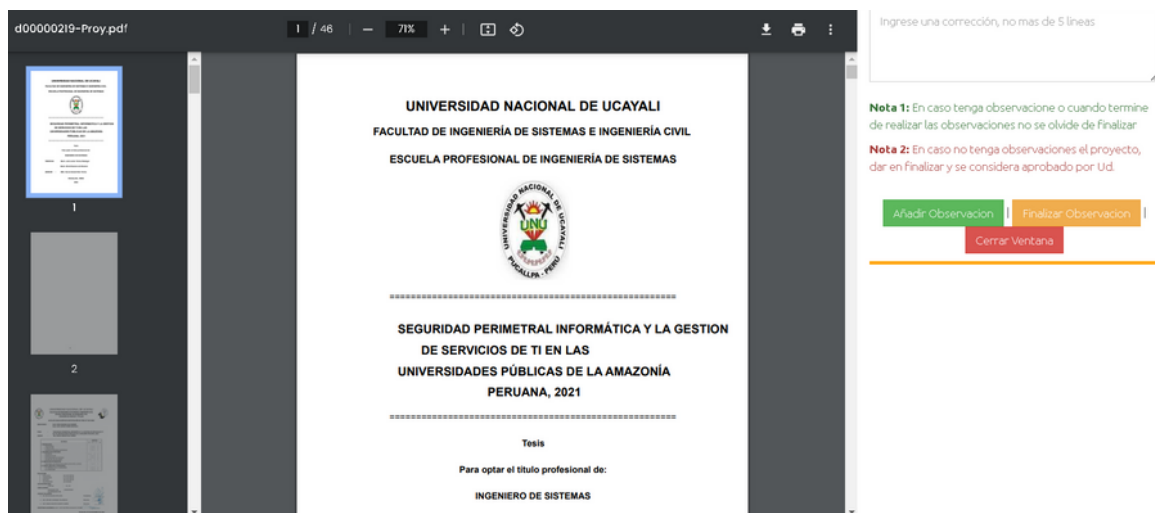 d00000219-Proy.pdf
1 / 46
71%
1
2
UNIVERSIDAD NACIONAL DE UCAYALI
FACULTAD DE INGENIERÍA DE SISTEMAS E INGENIERÍA CIVIL
ESCUELA PROFESIONAL DE INGENIERÍA DE SISTEMAS
UNIVERSIDAD NACIONAL DE UCAYALI
UNU
PUCALLPA - PERÚ
SEGURIDAD PERIMETRAL INFORMÁTICA Y LA GESTION
DE SERVICIOS DE TI EN LAS
UNIVERSIDADES PÚBLICAS DE LA AMAZONÍA
PERUANA, 2021
Tesis
Para optar el título profesional de:
INGENIERO DE SISTEMAS
Ingrese una corrección, no mas de 5 lineas
Nota 1: En caso tenga observacione o cuando termine
de realizar las observaciones no se olvide de finalizar
Nota 2: En caso no tenga observaciones el proyecto,
dar en finalizar y se considera aprobado por Ud.
Añadir Observacion | Finalizar Observacion |
Cerrar Ventana